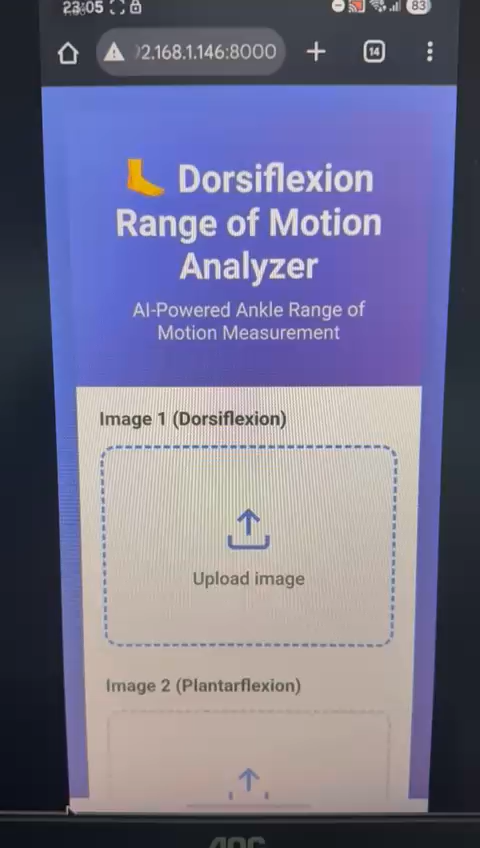 23:05
83
2.168.1.146:8000
14
Dorsiflexion
Range of Motion
Analyzer
AI-Powered Ankle Range of
Motion Measurement
Image 1 (Dorsiflexion)
Upload image
Image 2 (Plantarflexion)
AOC